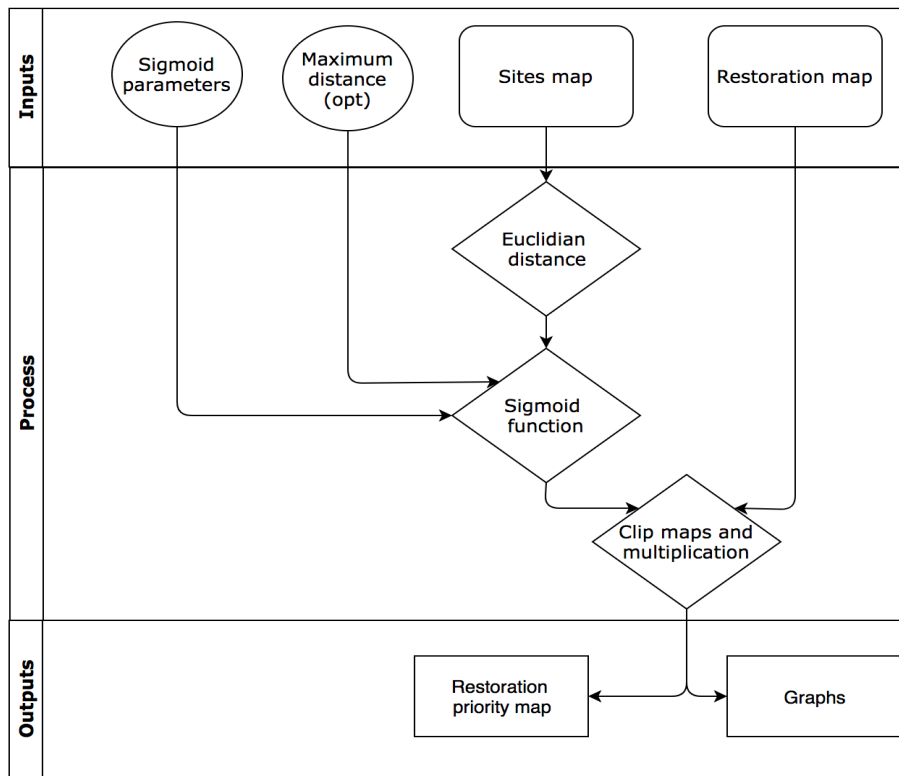 Inputs
Sigmoid
parameters
Maximum
distance
(opt)
Sites map
Restoration map
Process
Euclidian
distance
Sigmoid
function
Clip maps and
multiplication
Outputs
Restoration
priority map
Graphs